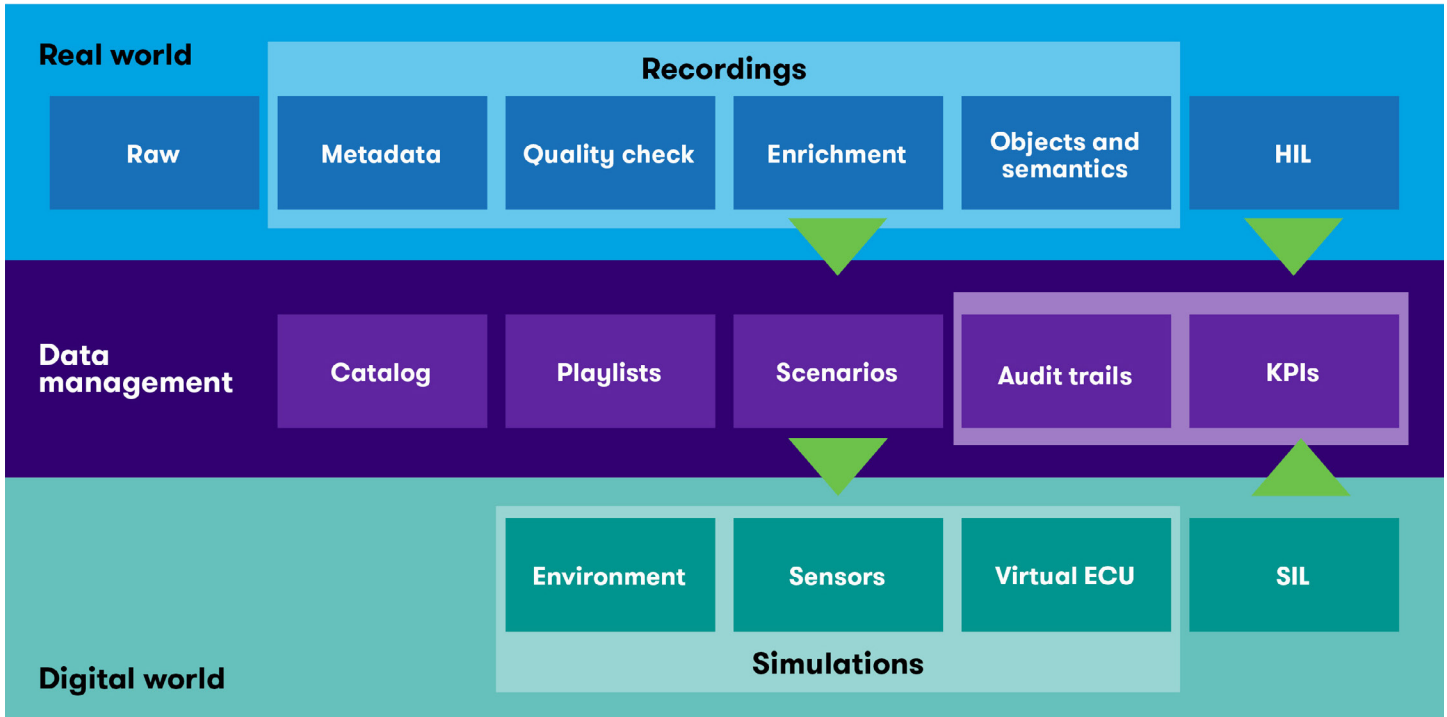 Real world
Recordings
Raw
Metadata
Quality check
Enrichment
Objects and
semantics
HIL
Data
management
Catalog
Playlists
Scenarios
Audit trails
KPIs
Environment
Sensors
Virtual ECU
SIL
Simulations
Digital world